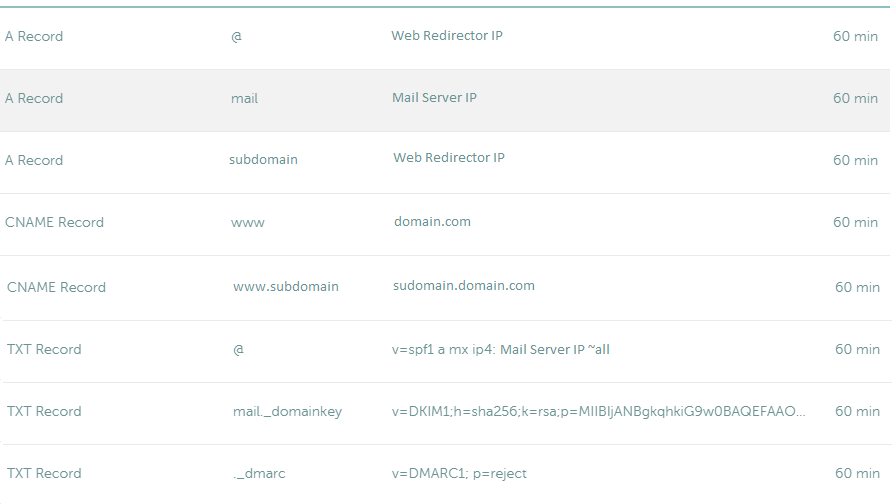 A Record @ Web Redirector IP 60 min
A Record mail Mail Server IP 60 min
A Record subdomain Web Redirector IP 60 min
CNAME Record www domain.com 60 min
CNAME Record www.subdomain sudomain.domain.com 60 min
TXT Record @ v=spf1 a mx ip4: Mail Server IP ~all 60 min
TXT Record mail._domainkey v=DKIM1;h=sha256;k=rsa;p=MIIBIjANBgkqhkiG9w0BAQEFAAO... 60 min
TXT Record ._dmarc v=DMARC1; p=reject 60 min